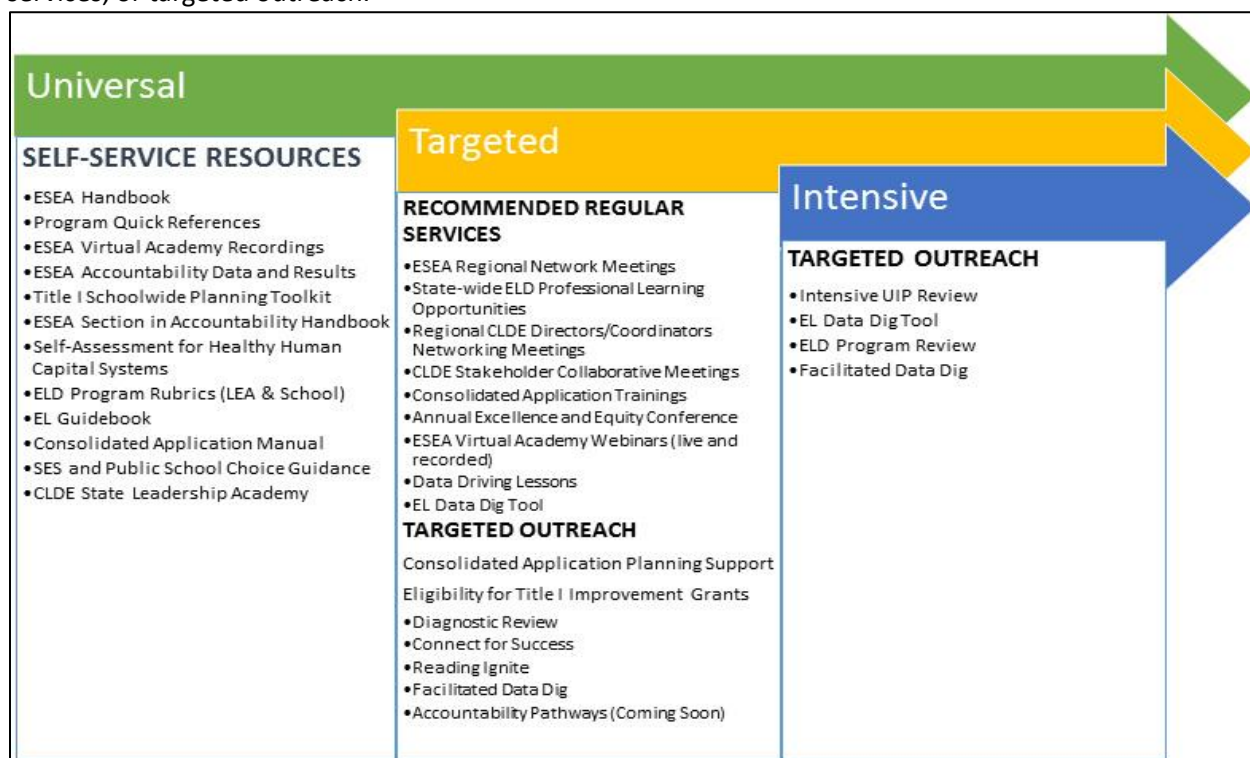 services, or targeted outreach.
Universal
SELF-SERVICE RESOURCES
•ESEA Handbook
•Program Quick References
•ESEA Virtual Academy Recordings
•ESEA Accountability Data and Results
•Title I Schoolwide Planning Toolkit
•ESEA Section in Accountability Handbook
•Self-Assessment for Healthy Human
Capital Systems
•ELD Program Rubrics (LEA & School)
•EL Guidebook
•Consolidated Application Manual
•SES and Public School Choice Guidance
•CLDE State Leadership Academy
Targeted
RECOMMENDED REGULAR
SERVICES
•ESEA Regional Network Meetings
•State-wide ELD Professional Learning
Opportunities
•Regional CLDE Directors/Coordinators
Networking Meetings
•CLDE Stakeholder Collaborative Meetings
•Consolidated Application Trainings
•Annual Excellence and Equity Conference
•ESEA Virtual Academy Webinars (live and
recorded)
•Data Driving Lessons
•EL Data Dig Tool
TARGETED OUTREACH
Consolidated Application Planning Support
Eligibility for Title I Improvement Grants
•Diagnostic Review
•Connect for Success
•Reading Ignite
•Facilitated Data Dig
•Accountability Pathways (Coming Soon)
Intensive
TARGETED OUTREACH
•Intensive UIP Review
•EL Data Dig Tool
•ELD Program Review
•Facilitated Data Dig